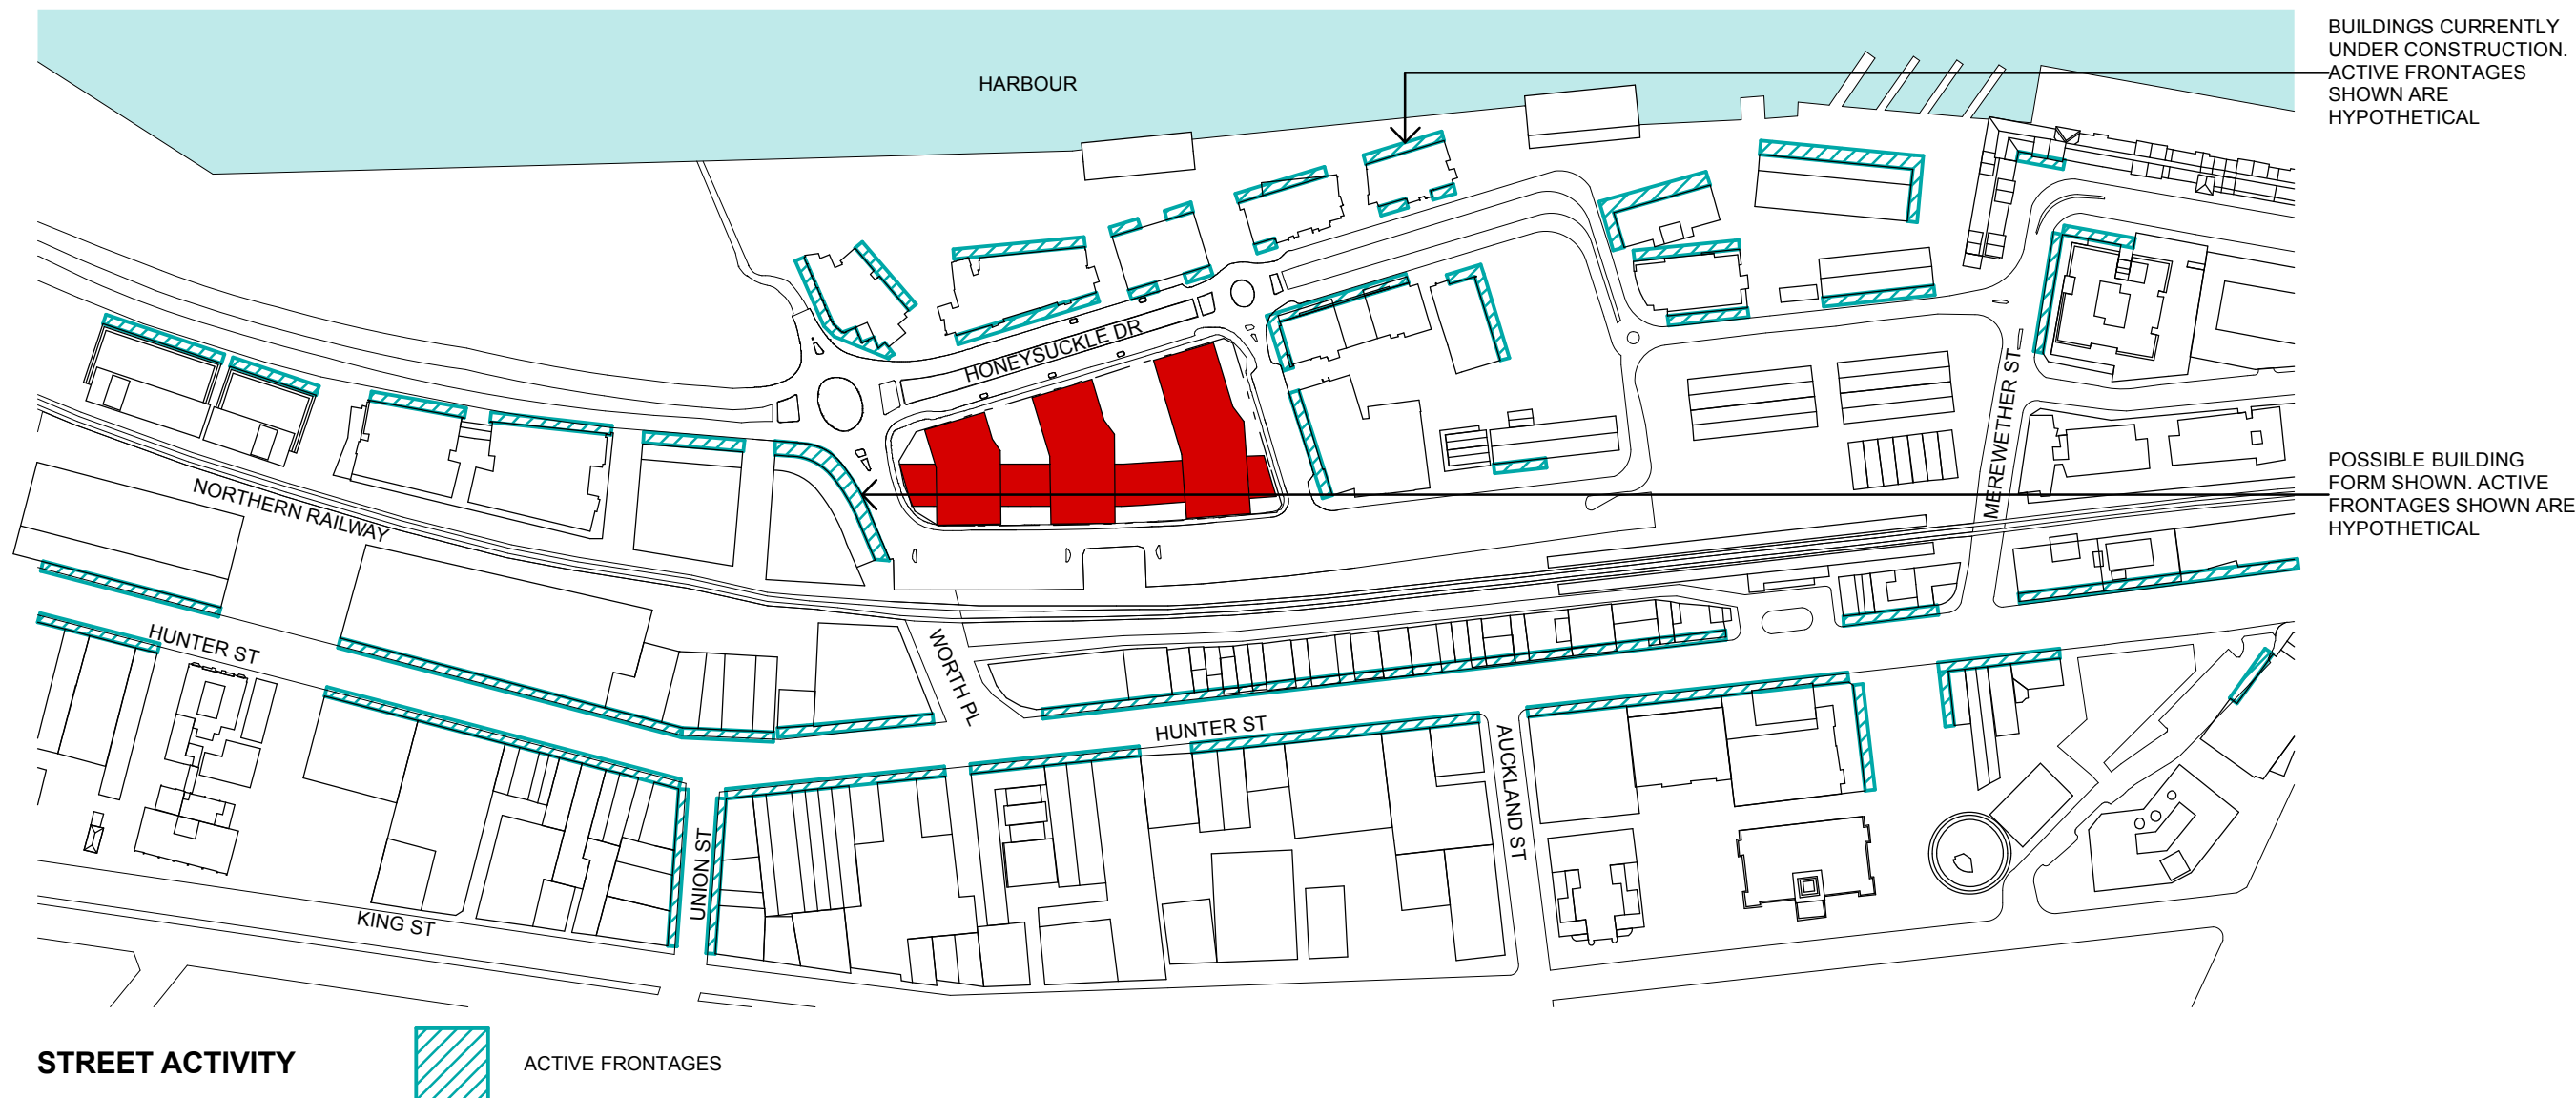 BUILDINGS CURRENTLY
UNDER CONSTRUCTION.
ACTIVE FRONTAGES
SHOWN ARE
HYPOTHETICAL
HARBOUR
HONEYSUCKLE DR
MEREWETHER ST
POSSIBLE BUILDING
FORM SHOWN. ACTIVE
FRONTAGES SHOWN ARE
HYPOTHETICAL
NORTHERN RAILWAY
HUNTER ST
WORTH PL
HUNTER ST
AUCKLAND ST
UNION ST
KING ST
STREET ACTIVITY
ACTIVE FRONTAGES